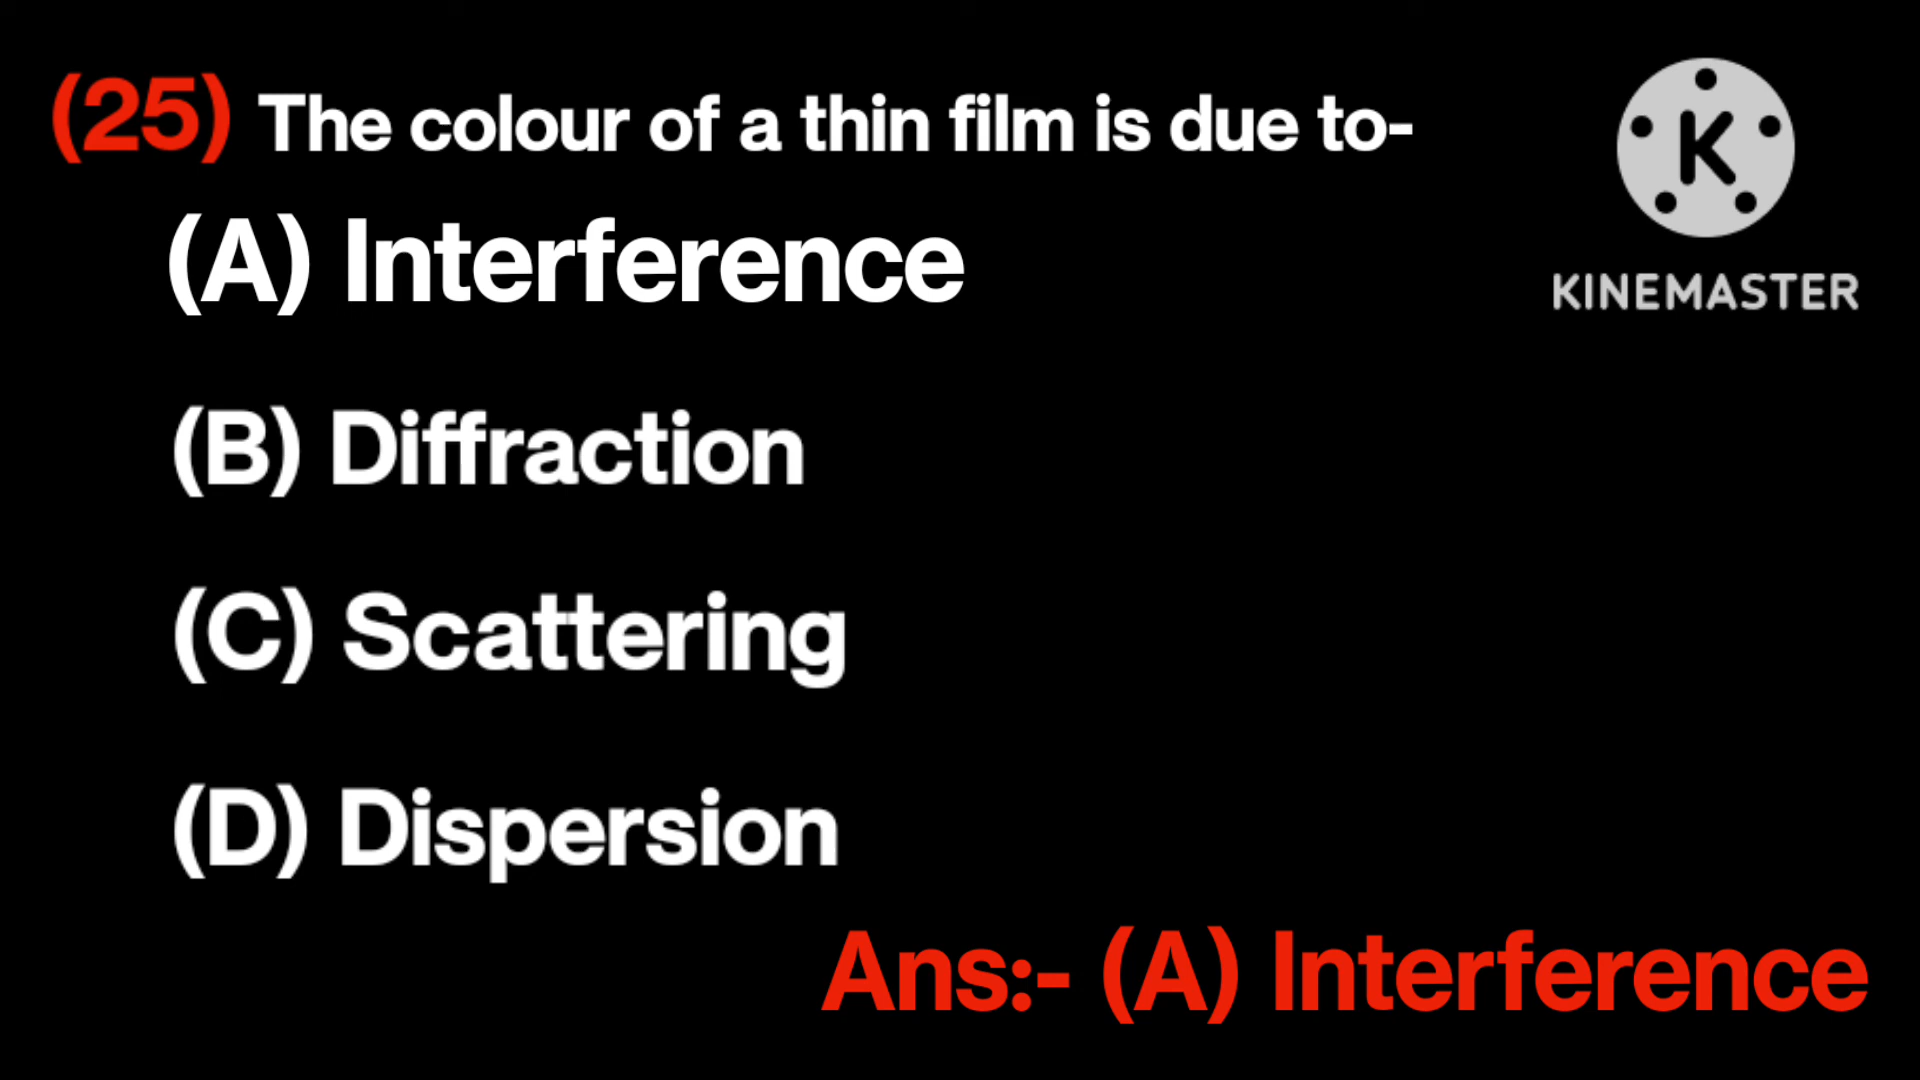 (25) The colour of a thin film is due to-
(A) Interference
(B) Diffraction
(C) Scattering
(D) Dispersion
Ans:- (A) Interference
K
KINEMASTER